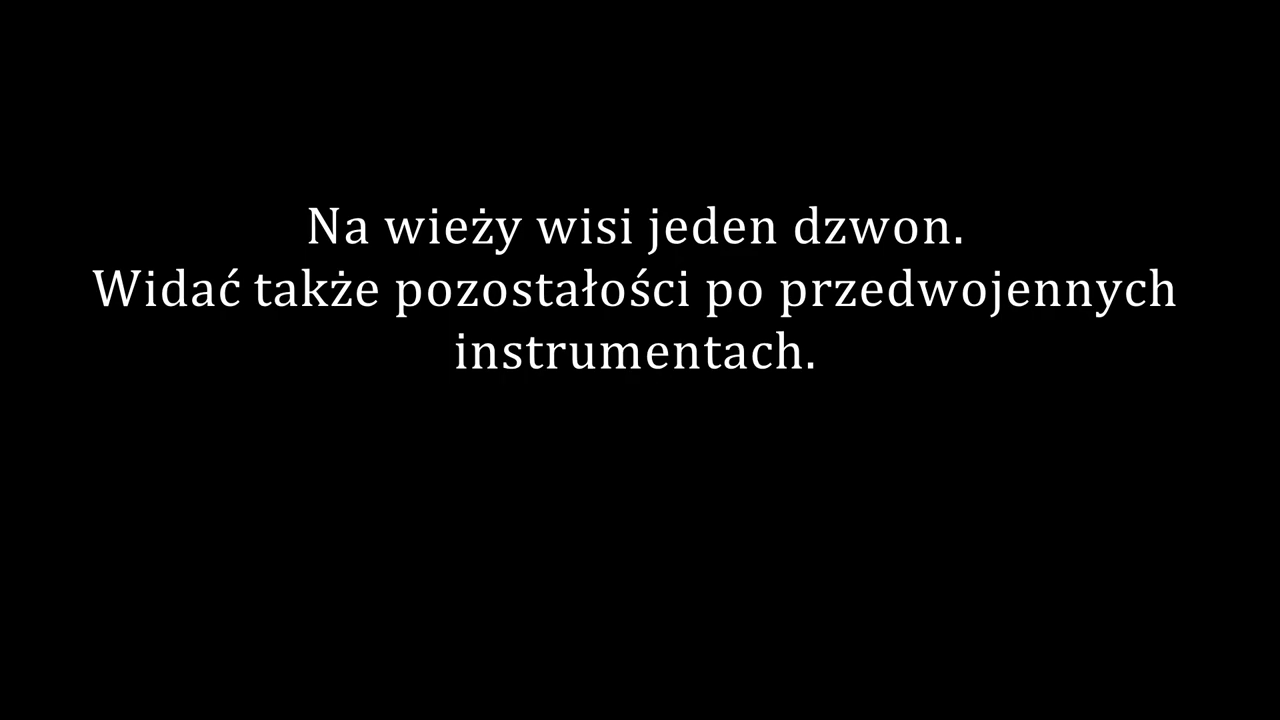 Na wieży wisi jeden dzwon.
Widać także pozostałości po przedwojennych
instrumentach.